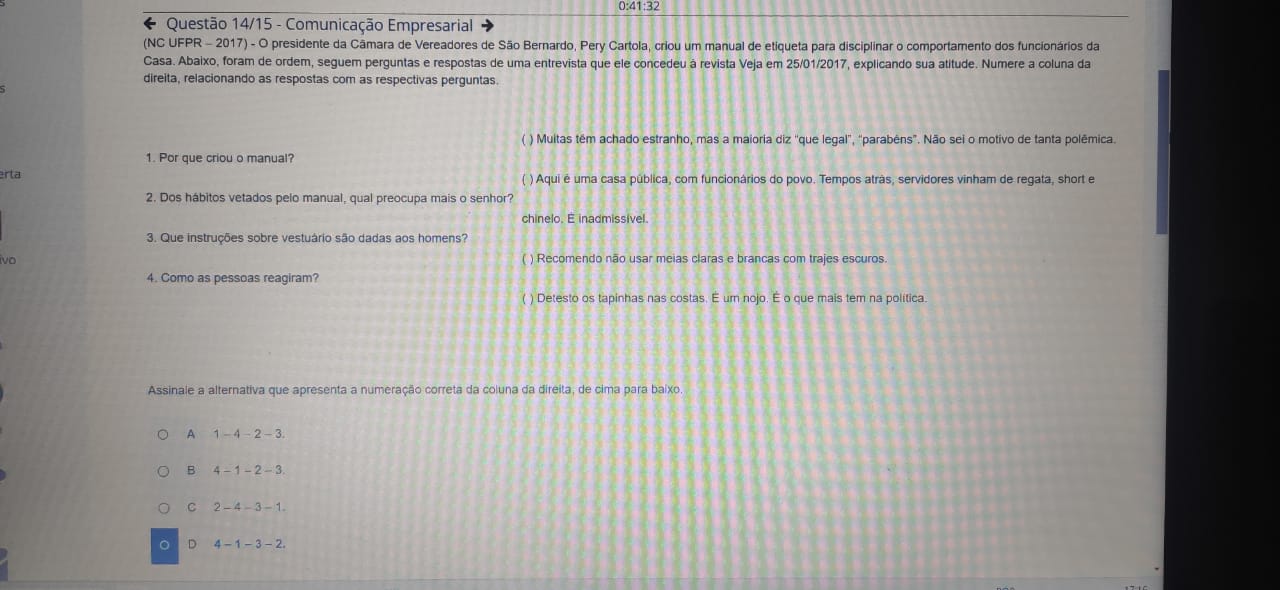 0:41:32
← Questão 14/15 - Comunicação Empresarial →
(NC UFPR – 2017) - O presidente da Câmara de Vereadores de São Bernardo, Pery Cartola, criou um manual de etiqueta para disciplinar o comportamento dos funcionários da
Casa. Abaixo, foram de ordem, seguem perguntas e respostas de uma entrevista que ele concedeu à revista Veja em 25/01/2017, explicando sua atitude. Numere a coluna da
direita, relacionando as respostas com as respectivas perguntas.
( ) Muitas têm achado estranho, mas a maioria diz “que legal”, “parabéns”. Não sei o motivo de tanta polêmica.
1. Por que criou o manual?
erta
( ) Aqui é uma casa pública, com funcionários do povo. Tempos atrás, servidores vinham de regata, short e
2. Dos hábitos vetados pelo manual, qual preocupa mais o senhor?
chinelo. É inadmissível.
3. Que instruções sobre vestuário são dadas aos homens?
ivo
( ) Recomendo não usar meias claras e brancas com trajes escuros.
4. Como as pessoas reagiram?
( ) Detesto os tapinhas nas costas. É um nojo. É o que mais tem na política.
Assinale a alternativa que apresenta a numeração correta da coluna da direita, de cima para baixo.
A 1 – 4 – 2 – 3.
B 4 – 1 – 2 – 3.
C 2 – 4 – 3 – 1.
D 4 – 1 – 3 – 2.